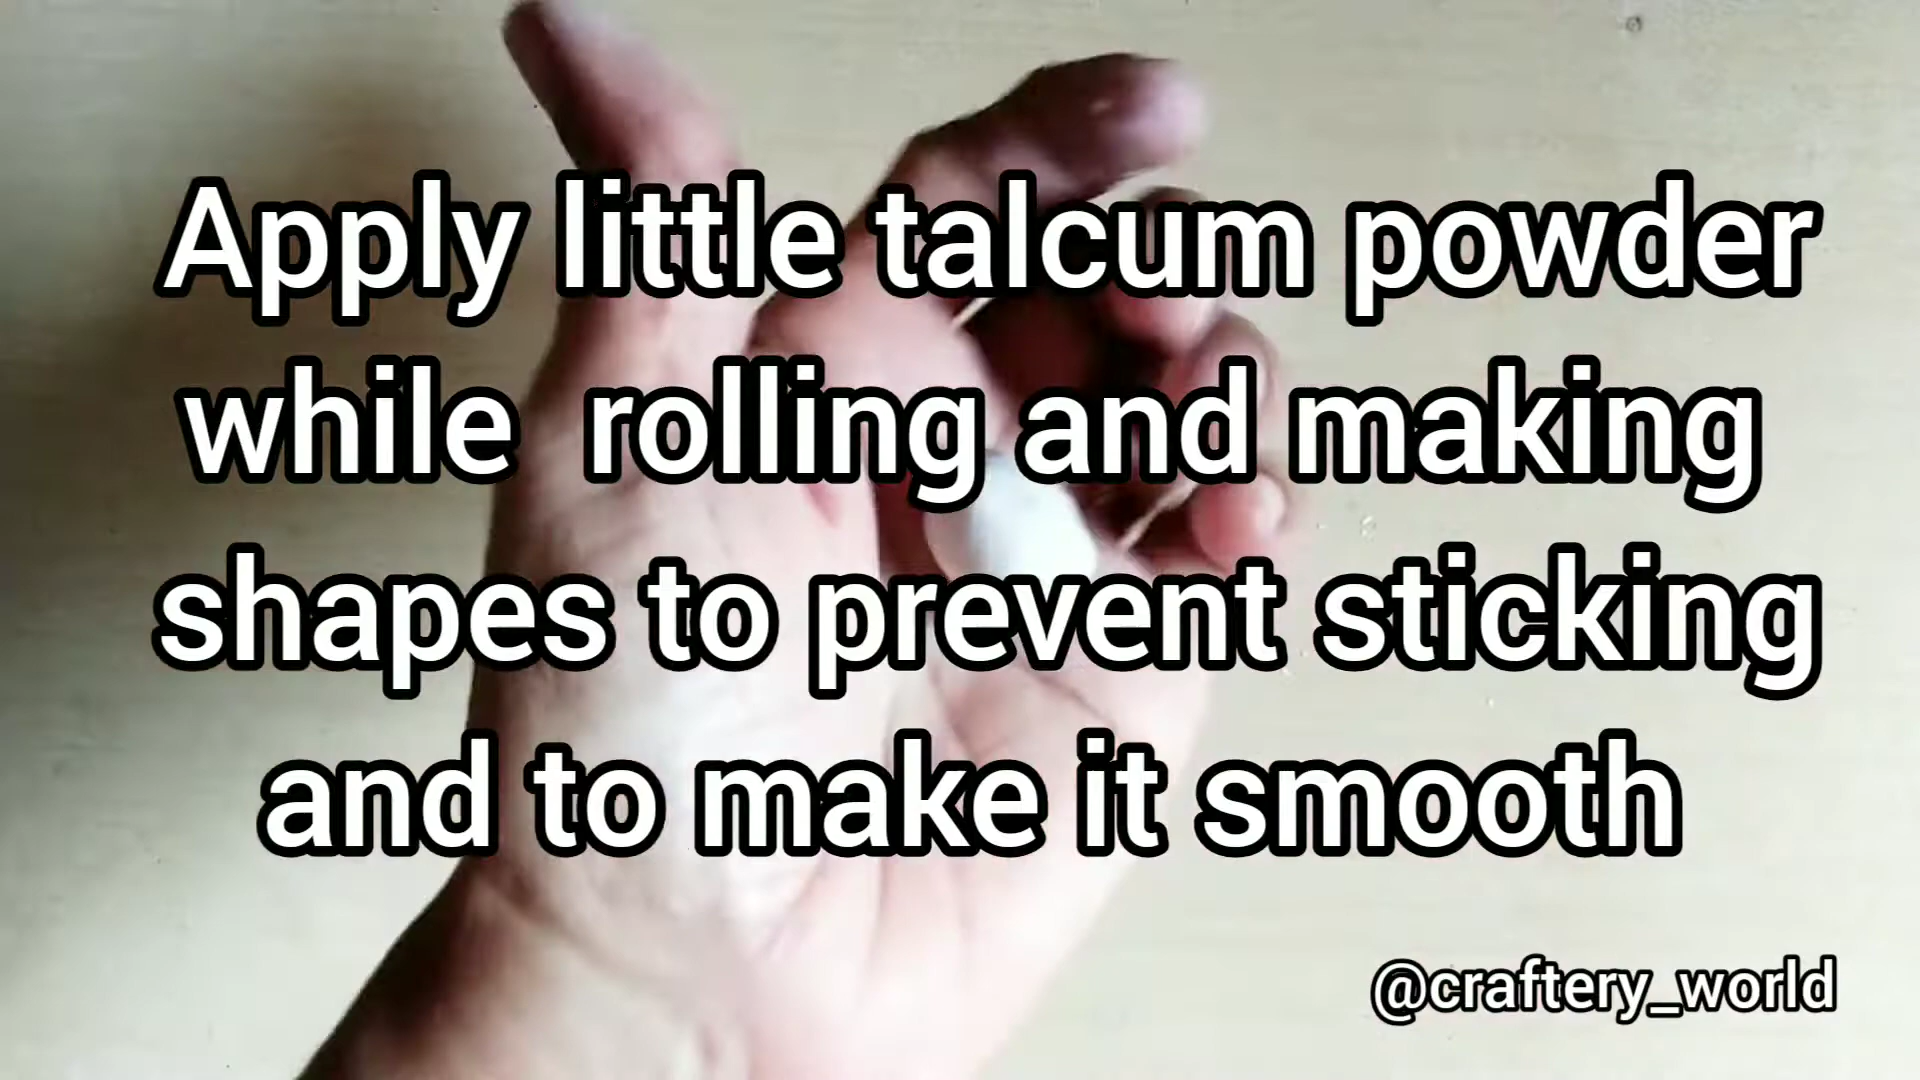 Apply little talcum powder
while  rolling and making
shapes to prevent sticking
and to make it smooth
@craftery_world